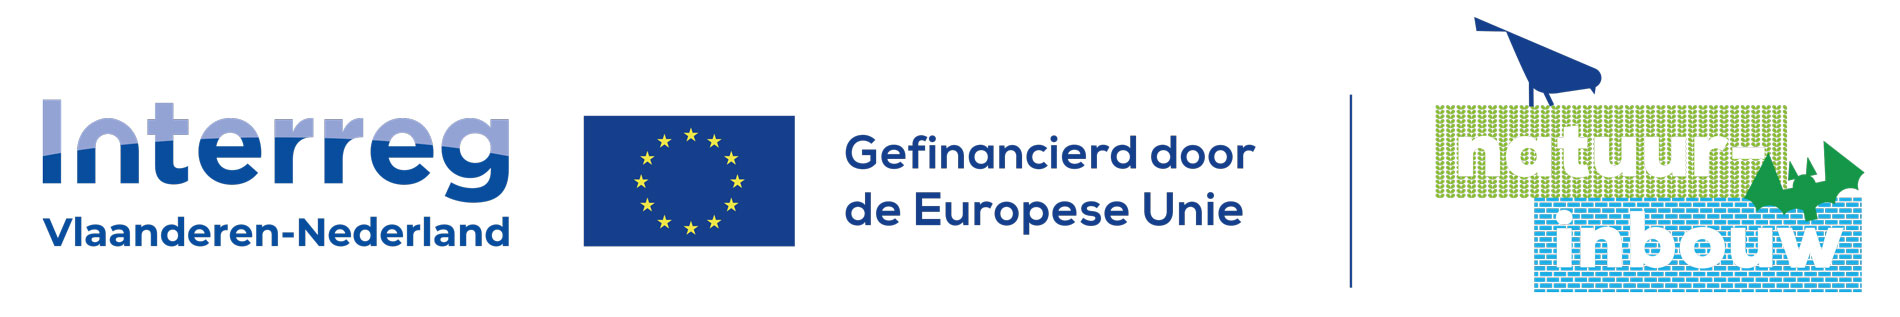 Interreg
Vlaanderen-Nederland
Gefinancierd door
de Europese Unie
natuur-
inbouw